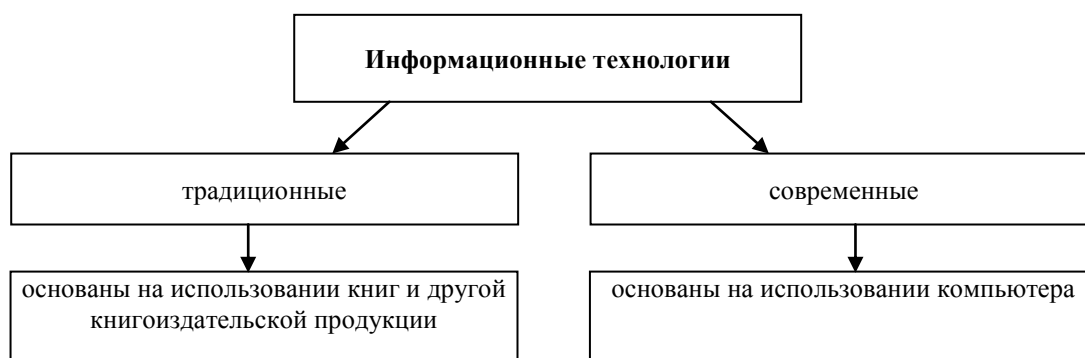 Информационные технологии
традиционные
современные
основаны на использовании книг и другой
книгоиздательской продукции
основаны на использовании компьютера